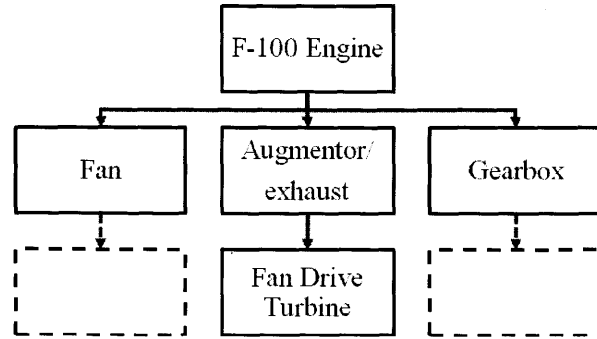 F-100 Engine
Fan
Augmentor/
exhaust
Gearbox
Fan Drive
Turbine